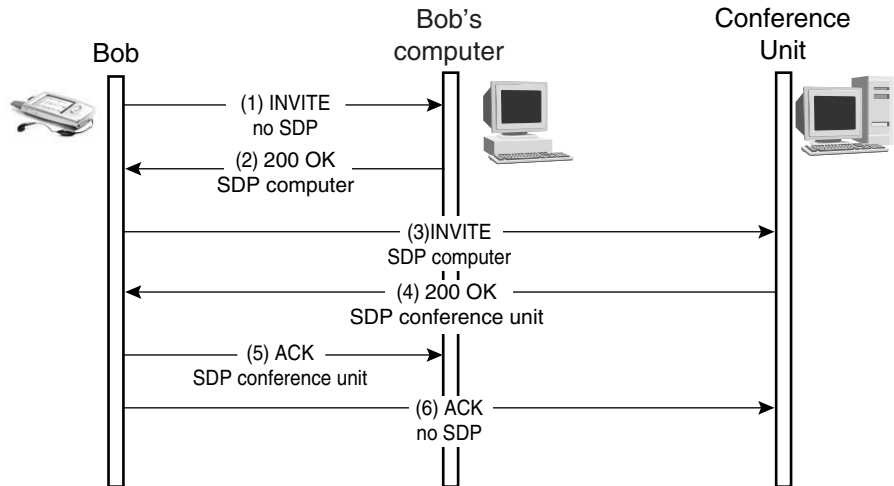 Bob
Bob's
computer
Conference
Unit
(1) INVITE
no SDP
(2) 200 OK
SDP computer
(3)INVITE
SDP computer
(4) 200 OK
SDP conference unit
(5) ACK
SDP conference unit
(6) ACK
no SDP